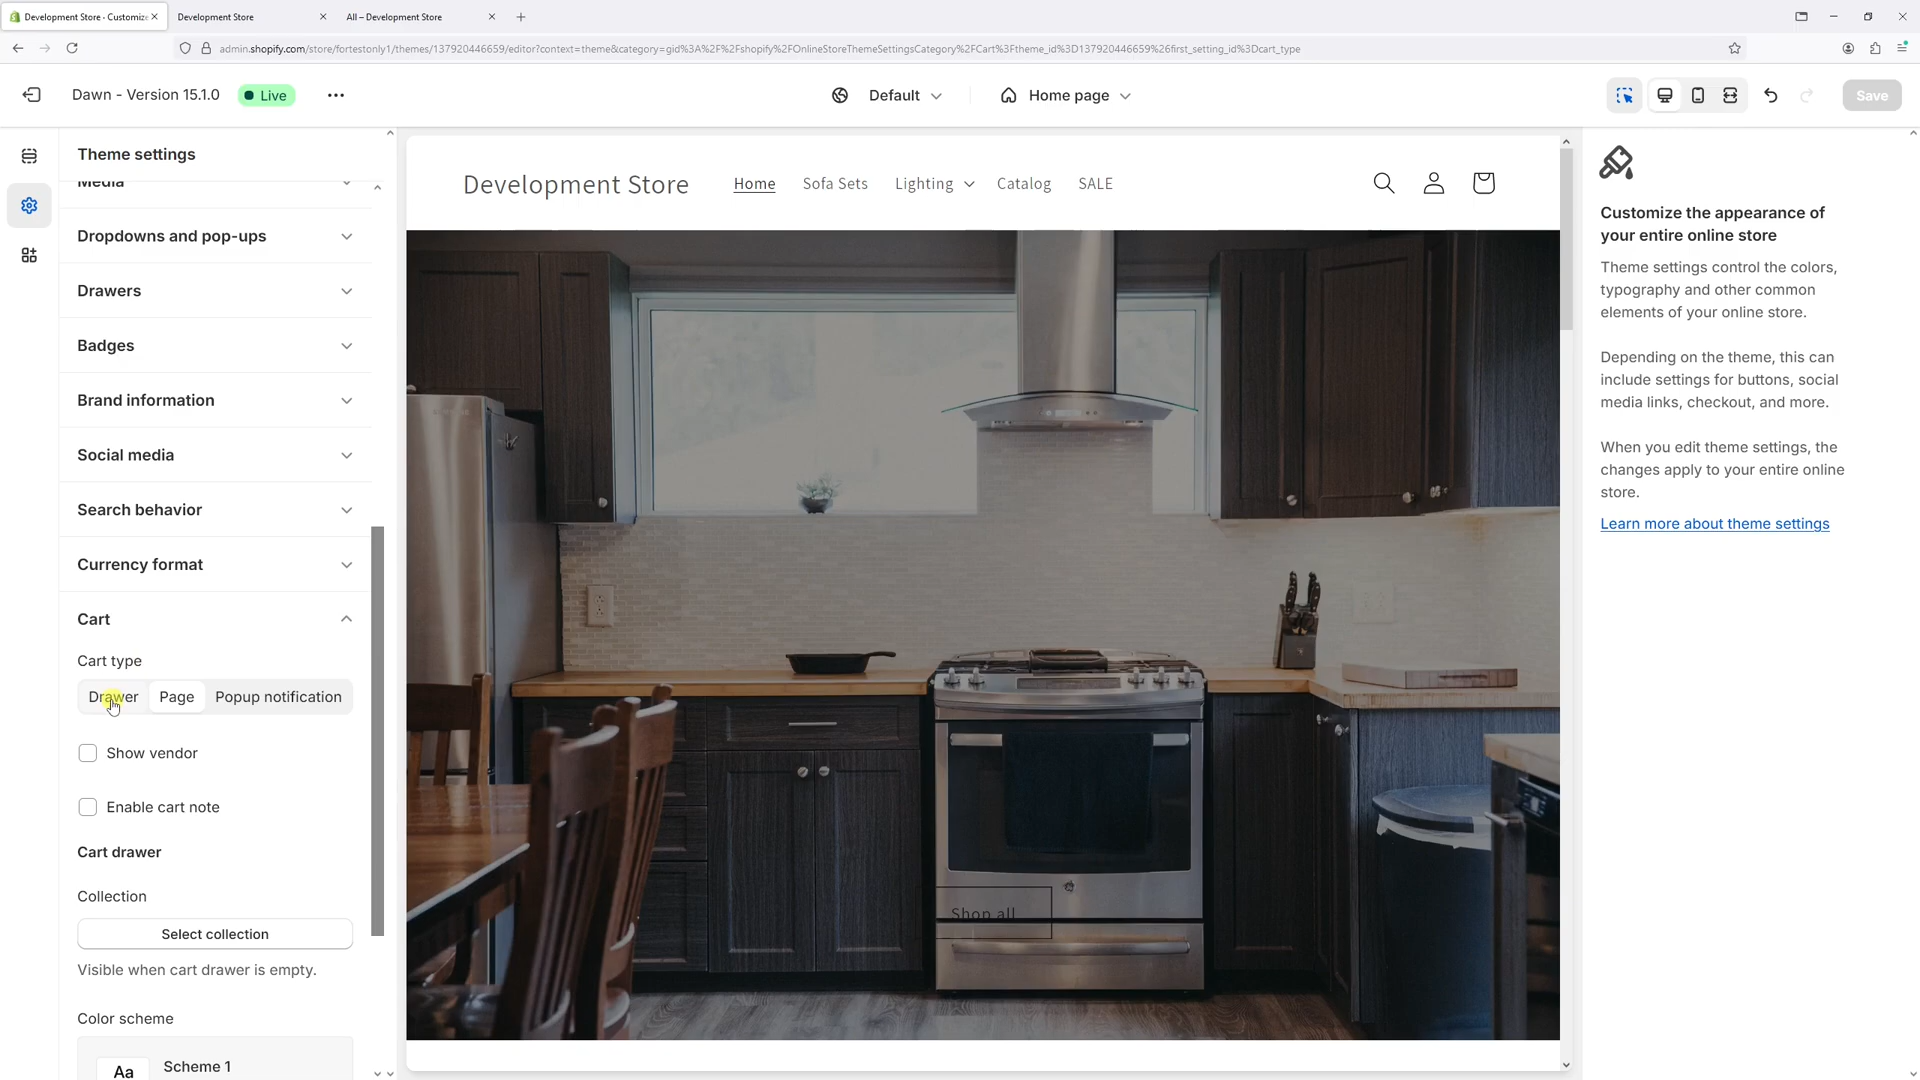 Development Store · Customize
Development Store
All – Development Store
admin.shopify.com/store/fortestonly1/themes/137920446659/editor?context=theme&category=gid%3A%2F%2Fshopify%2FOnlineStoreThemeSettingsCategory%2FCart%3Ftheme_id%3D137920446659%26first_setting_id%3Dcart_type
Dawn - Version 15.1.0
Live
Default
Home page
Save
Theme settings
Media
Dropdowns and pop-ups
Drawers
Badges
Brand information
Social media
Search behavior
Currency format
Cart
Cart type
Drawer Page Popup notification
Show vendor
Enable cart note
Cart drawer
Collection
Select collection
Visible when cart drawer is empty.
Color scheme
Aa
Scheme 1
Development Store
Home Sofa Sets Lighting Catalog SALE
Shop all
Customize the appearance of
your entire online store
Theme settings control the colors,
typography and other common
elements of your online store.
Depending on the theme, this can
include settings for buttons, social
media links, checkout, and more.
When you edit theme settings, the
changes apply to your entire online
store.
Learn more about theme settings